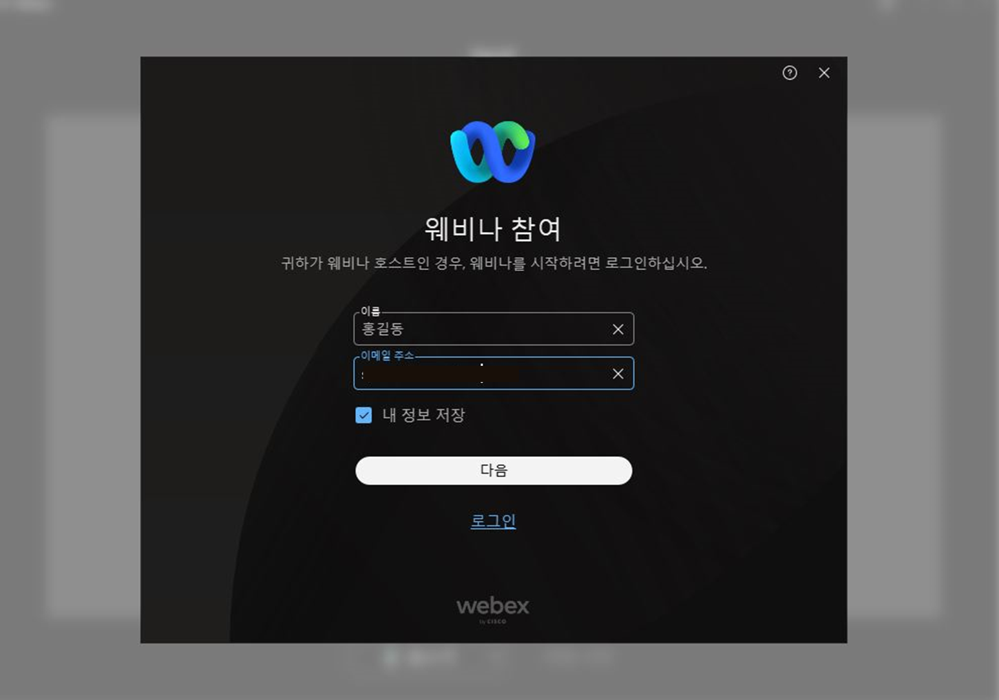 웨비나 참여
귀하가 웨비나 호스트인 경우, 웨비나를 시작하려면 로그인하십시오.
이름
홍길동
이메일 주소
내 정보 저장
다음
로그인
webex
by CISCO